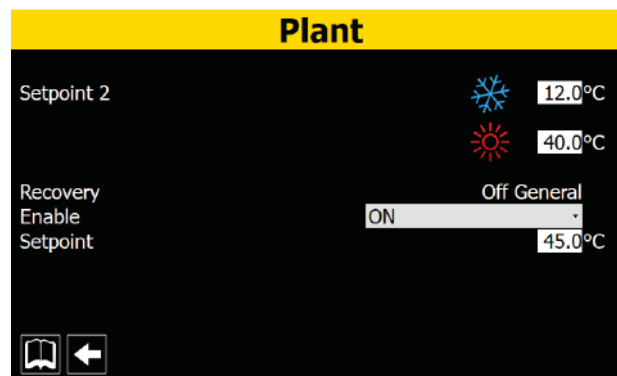 Plant
Setpoint 2 12.0°C
40.0°C
Recovery Off General
Enable ON
Setpoint 45.0°C